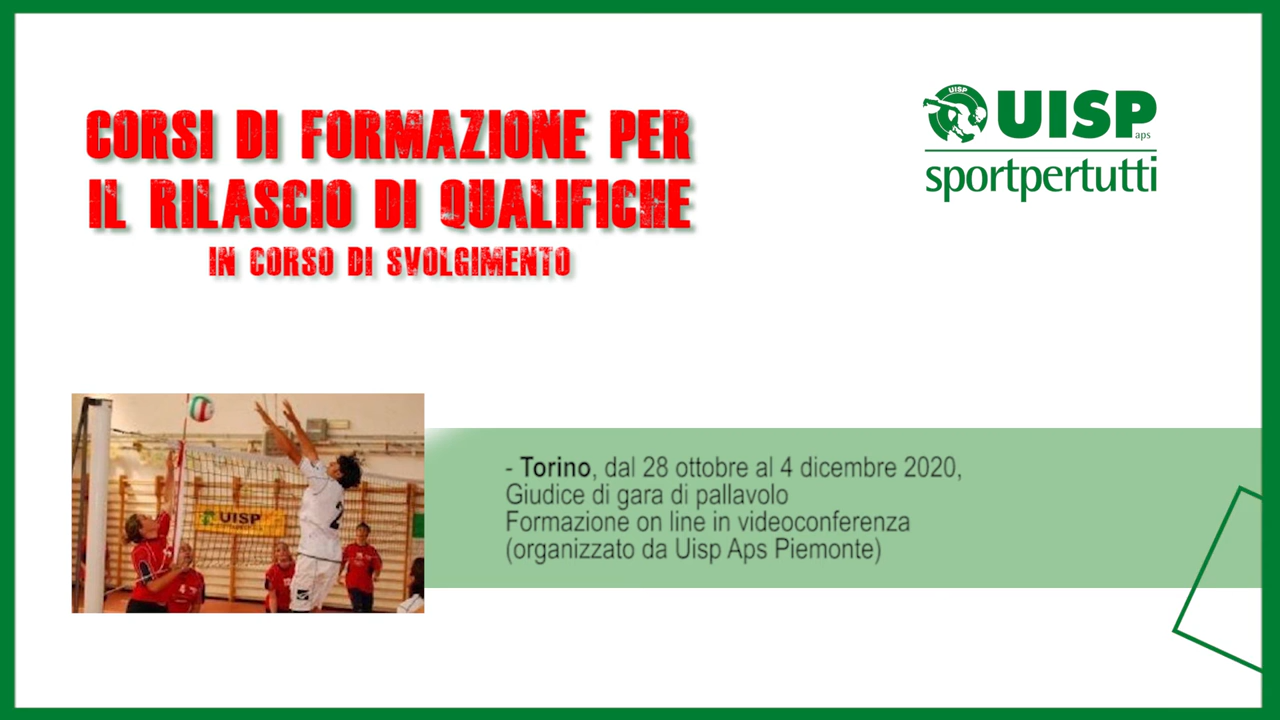 CORSI DI FORMAZIONE PER
IL RILASCIO DI QUALIFICHE
IN CORSO DI SVOLGIMENTO
UISP
UISP
aps
sportpertutti
UISP
2
- Torino, dal 28 ottobre al 4 dicembre 2020,
Giudice di gara di pallavolo
Formazione on line in videoconferenza
(organizzato da Uisp Aps Piemonte)